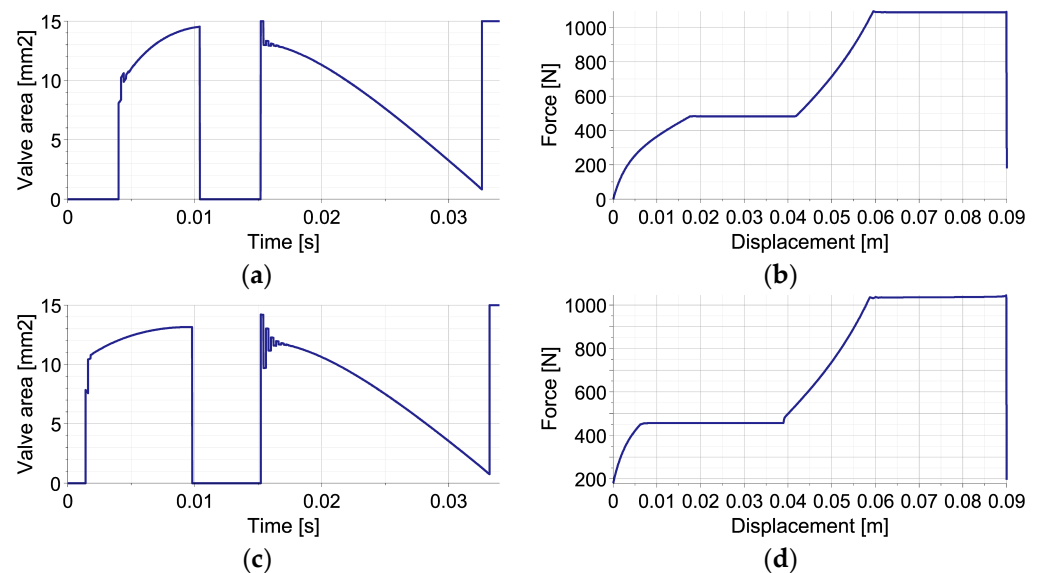 Valve area [mm2]
15
10
5
0
0 0.01 0.02 0.03
Time [s]
(a)
Force [N]
1000
800
600
400
200
0
0 0.01 0.02 0.03 0.04 0.05 0.06 0.07 0.08 0.09
Displacement [m]
(b)
Valve area [mm2]
15
10
5
0
0 0.01 0.02 0.03
Time [s]
(c)
Force [N]
1000
800
600
400
200
0 0.01 0.02 0.03 0.04 0.05 0.06 0.07 0.08 0.09
Displacement [m]
(d)